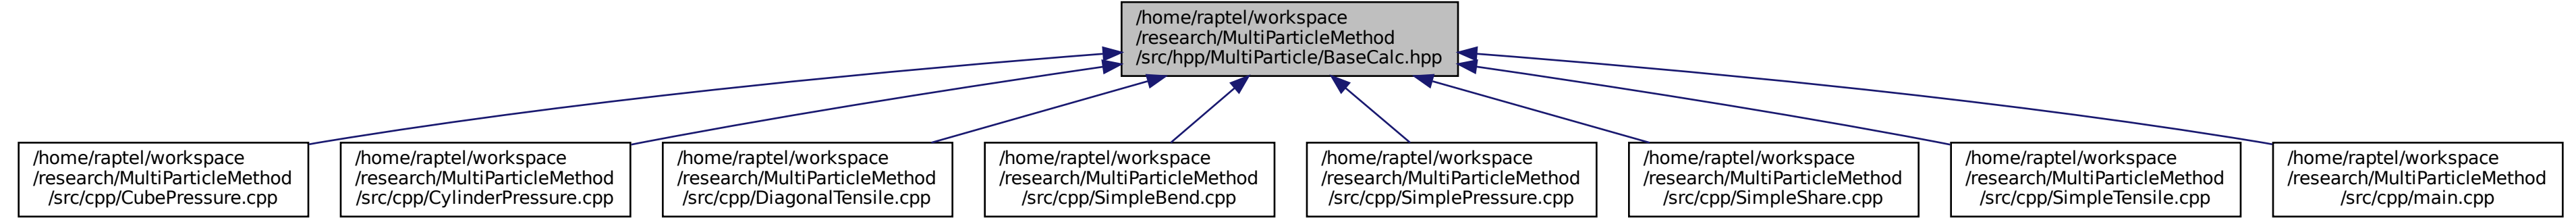 /home/raptel/workspace
/research/MultiParticleMethod
/src/hpp/MultiParticle/BaseCalc.hpp
/home/raptel/workspace
/research/MultiParticleMethod
/src/cpp/CubePressure.cpp
/home/raptel/workspace
/research/MultiParticleMethod
/src/cpp/CylinderPressure.cpp
/home/raptel/workspace
/research/MultiParticleMethod
/src/cpp/DiagonalTensile.cpp
/home/raptel/workspace
/research/MultiParticleMethod
/src/cpp/SimpleBend.cpp
/home/raptel/workspace
/research/MultiParticleMethod
/src/cpp/SimplePressure.cpp
/home/raptel/workspace
/research/MultiParticleMethod
/src/cpp/SimpleShare.cpp
/home/raptel/workspace
/research/MultiParticleMethod
/src/cpp/SimpleTensile.cpp
/home/raptel/workspace
/research/MultiParticleMethod
/src/cpp/main.cpp